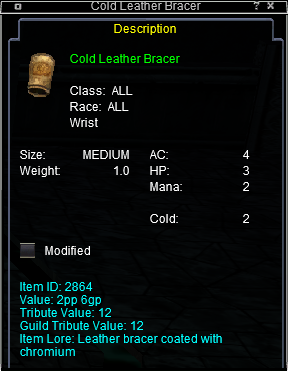 Cold Leather Bracer
Description
Cold Leather Bracer
Class: ALL
Race: ALL
Wrist
Size: MEDIUM AC: 4
Weight: 1.0 HP: 3
Mana: 2
Cold: 2
Modified
Item ID: 2864
Value: 2pp 6gp
Tribute Value: 12
Guild Tribute Value: 12
Item Lore: Leather bracer coated with
chromium